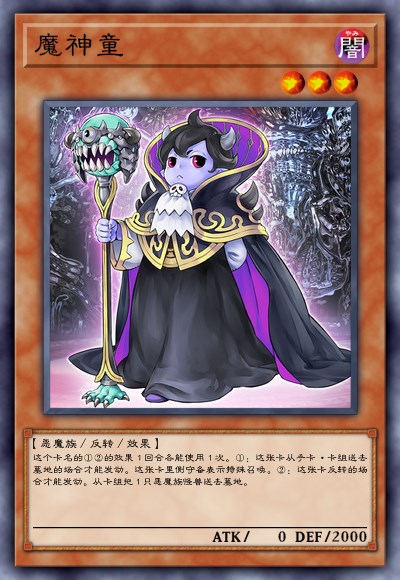 魔神童
やみ
闇
【恶魔族/反转/效果】
这个卡名的①②的效果1回合各能使用1次。①：这张卡从手卡・卡组送去
墓地的场合才能发动。这张卡里侧守备表示特殊召唤。②：这张卡反转的场
合才能发动。从卡组把1只恶魔族怪兽送去墓地。
ATK/ 0 DEF/2000